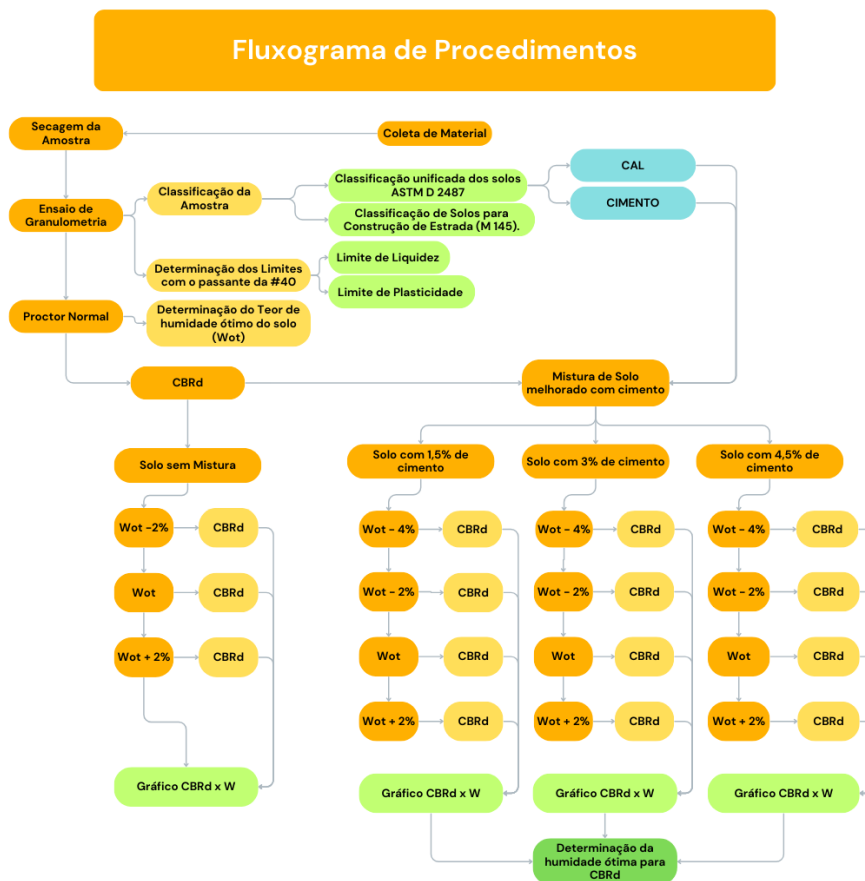 Fluxograma de Procedimentos
Secagem da
Amostra
Coleta de Material
Ensaio de
Granulometria
Classificação da
Amostra
Classificação unificada dos solos
ASTM D 2487
CAL
CIMENTO
Classificação de Solos para
Construção de Estrada (M 145).
Determinação dos Limites
com o passante da #40
Limite de Liquidez
Limite de Plasticidade
Proctor Normal
Determinação do Teor de
humidade ótimo do solo
(Wot)
CBRd
Mistura de Solo
melhorado com cimento
Solo sem Mistura
Wot -2%
CBRd
Wot
CBRd
Wot + 2%
CBRd
Gráfico CBRd x W
Solo com 1,5% de
cimento
Wot - 4%
CBRd
Wot - 2%
CBRd
Wot
CBRd
Wot + 2%
CBRd
Gráfico CBRd x W
Solo com 3% de cimento
Wot - 4%
CBRd
Wot - 2%
CBRd
Wot
CBRd
Wot + 2%
CBRd
Gráfico CBRd x W
Solo com 4,5% de
cimento
Wot - 4%
CBRd
Wot - 2%
CBRd
Wot
CBRd
Wot + 2%
CBRd
Gráfico CBRd x W
Determinação da
humidade ótima para
CBRd